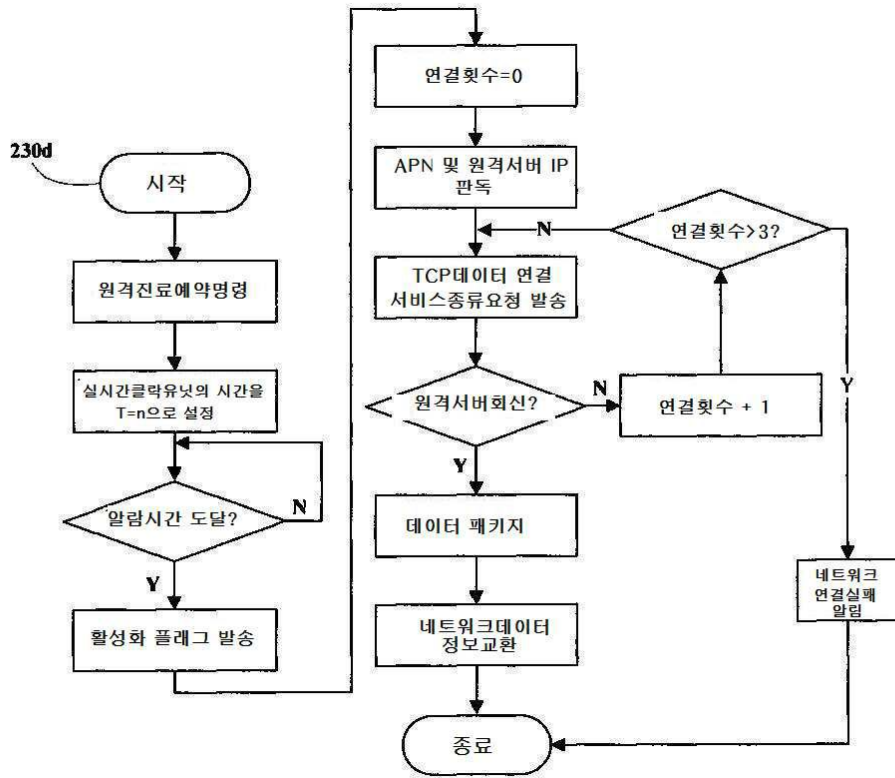 230d
시작
원격진료예약명령
실시간클락유닛의 시간을
T=n으로 설정
알람시간 도달?
N
Y
활성화 플래그 발송
연결횟수=0
APN 및 원격서버 IP
판독
N
연결횟수>3?
TCP데이터 연결
서비스종류요청 발송
Y
원격서버회신?
N
연결횟수 + 1
Y
데이터 패키지
네트워크
연결실패
알림
네트워크데이터
정보교환
종료